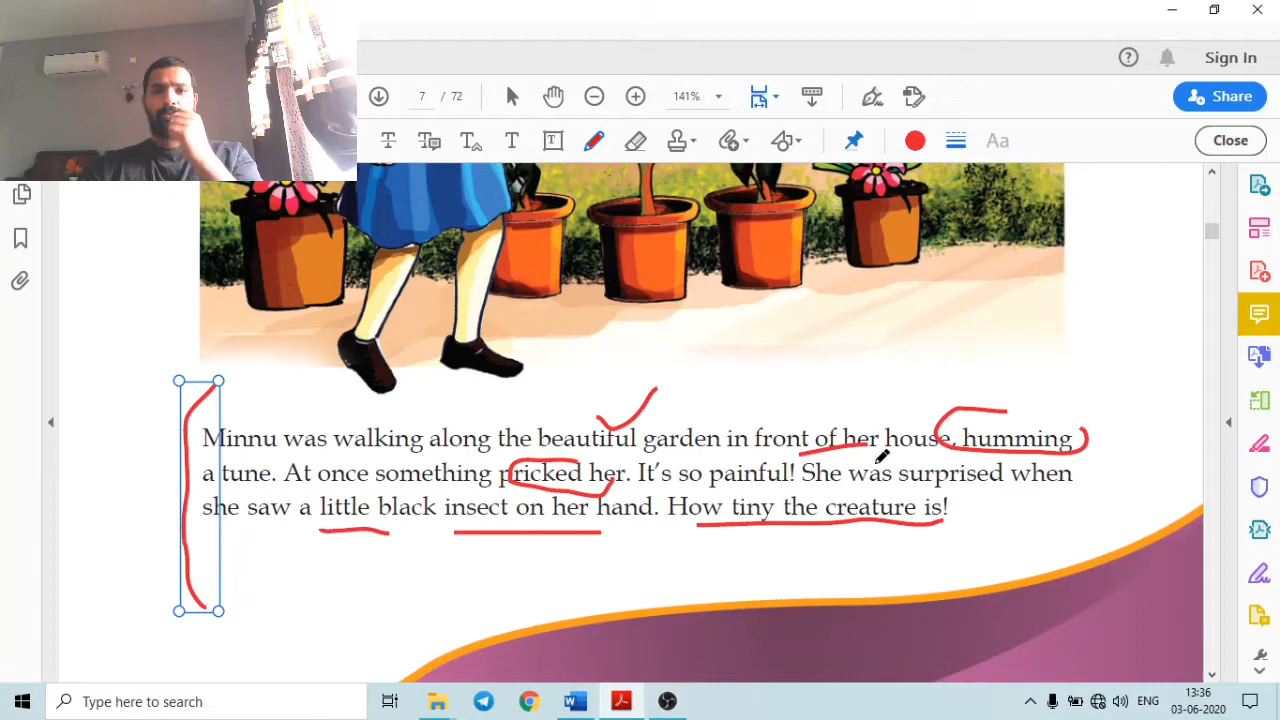 Sign In
7 / 72
141%
Share
Aa
Close
Minnu was walking along the beautiful garden in front of her house, humming
a tune. At once something pricked her. It's so painful! She was surprised when
she saw a little black insect on her hand. How tiny the creature is!
Type here to search
ENG
13:36
03-06-2020